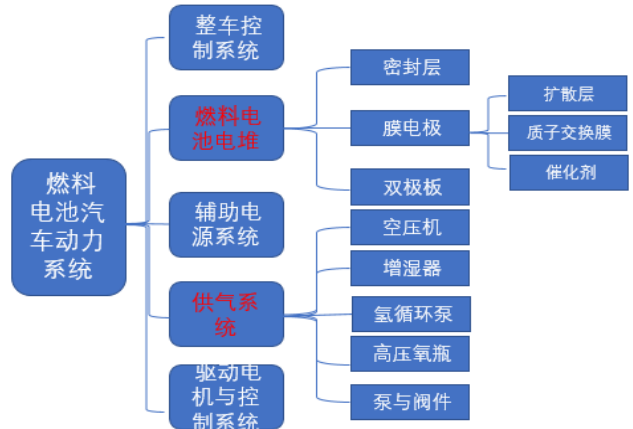 燃料
电池汽
车动力
系统
整车控
制系统
燃料电
池电堆
辅助电
源系统
供气系
统
驱动电
机与控
制系统
密封层
膜电极
双极板
空压机
增湿器
氢循环泵
高压氧瓶
泵与阀件
扩散层
质子交换膜
催化剂